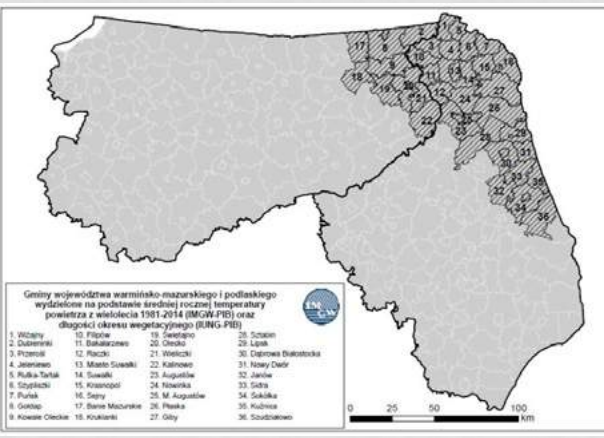 Gminy województwa warmińsko-mazurskiego i podlaskiego
wydzielone na podstawie średniej rocznej temperatury
powietrza z wielolecia 1981-2014 (IMGW-PIB) oraz
długości okresu wegetacyjnego (IUNG-PIB)
1. Wiżajny 10. Filipów 19. Świętajno 28. Sztabin
2. Dubeninki 11. Bakałarzewo 20. Olecko 29. Lipsk
3. Przerośl 12. Raczki 21. Wieliczki 30. Dąbrowa Białostocka
4. Jeleniewo 13. Miasto Suwałki 22. Kalinowo 31. Nowy Dwór
5. Rutka-Tartak 14. Suwałki 23. Augustów 32. Janów
6. Szypliszki 15. Krasnopol 24. Nowinka 33. Sidra
7. Puńsk 16. Sejny 25. M. Augustów 34. Sokółka
8. Gołdap 17. Banie Mazurskie 26. Płaska 35. Kuźnica
9. Kowale Oleckie 18. Kruklanki 27. Giby 36. Szudziałowo
0 50 100
km